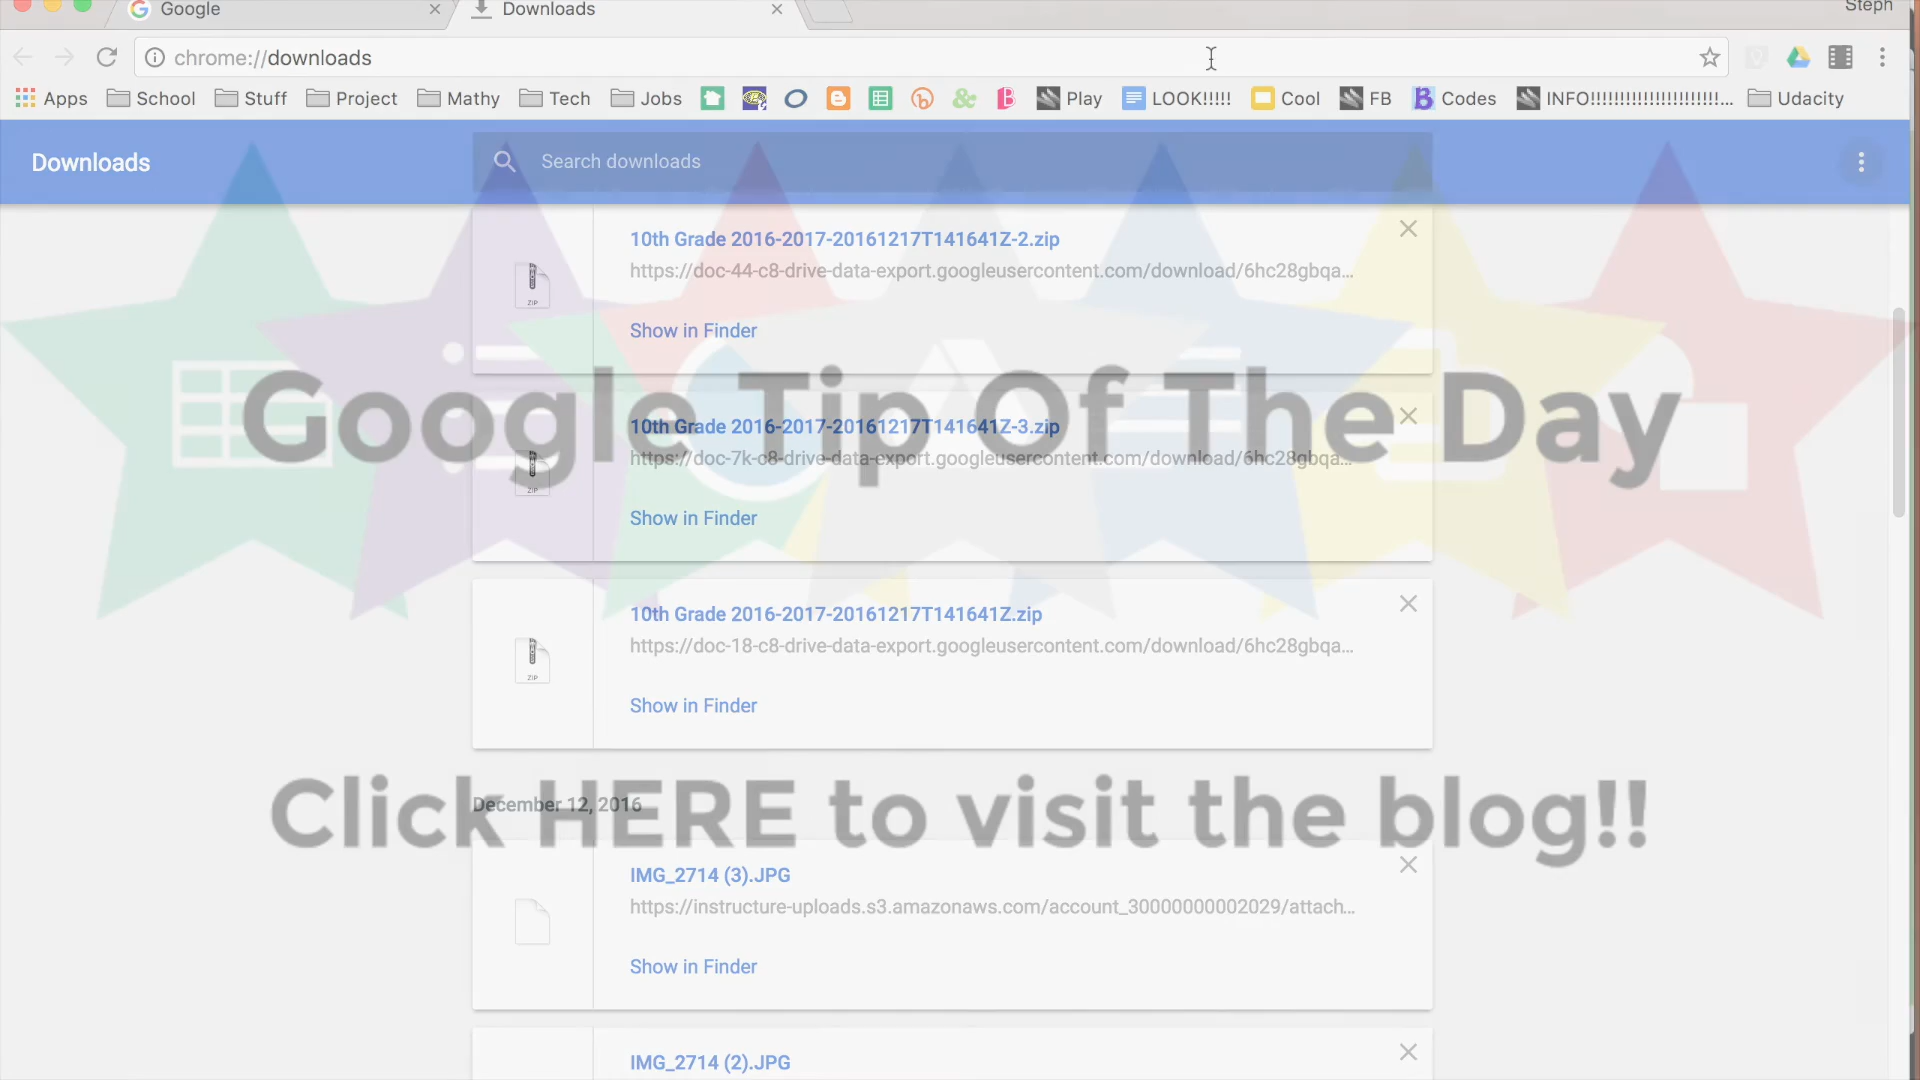 Google
Downloads
Steph
chrome://downloads
Apps School Stuff Project Mathy Tech Jobs Play LOOK!!!!! Cool FB Codes INFO!!!!!!!!!!!!!!!!!!!!!!!... Udacity
Downloads
Search downloads
10th Grade 2016-2017-20161217T141641Z-2.zip
https://doc-44-c8-drive-data-export.googleusercontent.com/download/6hc28gbqa...
ZIP
Show in Finder
Google Tip Of The Day
10th Grade 2016-2017-20161217T141641Z-3.zip
https://doc-7k-c8-drive-data-export.googleusercontent.com/download/6hc28gbqa...
ZIP
Show in Finder
10th Grade 2016-2017-20161217T141641Z.zip
https://doc-18-c8-drive-data-export.googleusercontent.com/download/6hc28gbqa...
ZIP
Show in Finder
December 12, 2016
Click HERE to visit the blog!!
IMG_2714 (3).JPG
https://instructure-uploads.s3.amazonaws.com/account_30000000002029/attach...
Show in Finder
IMG_2714 (2).JPG